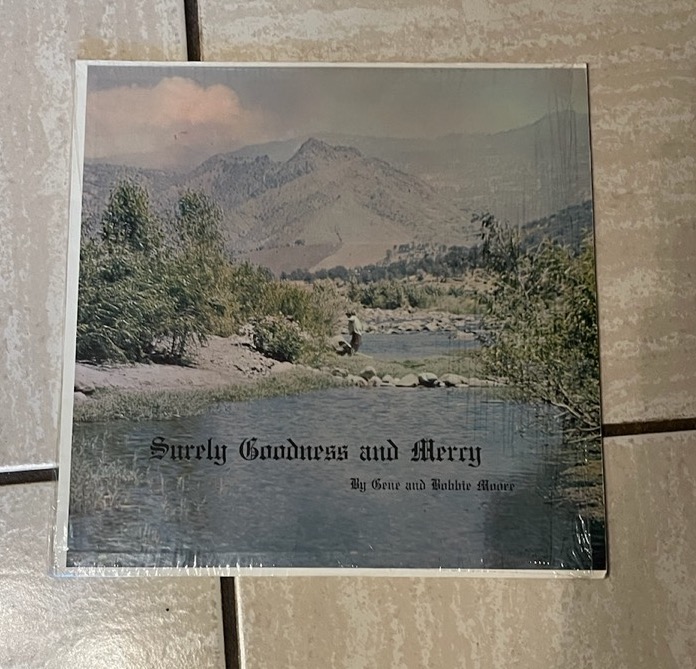 Surely Goodness and Mercy
By Gene and Bobbie Moore